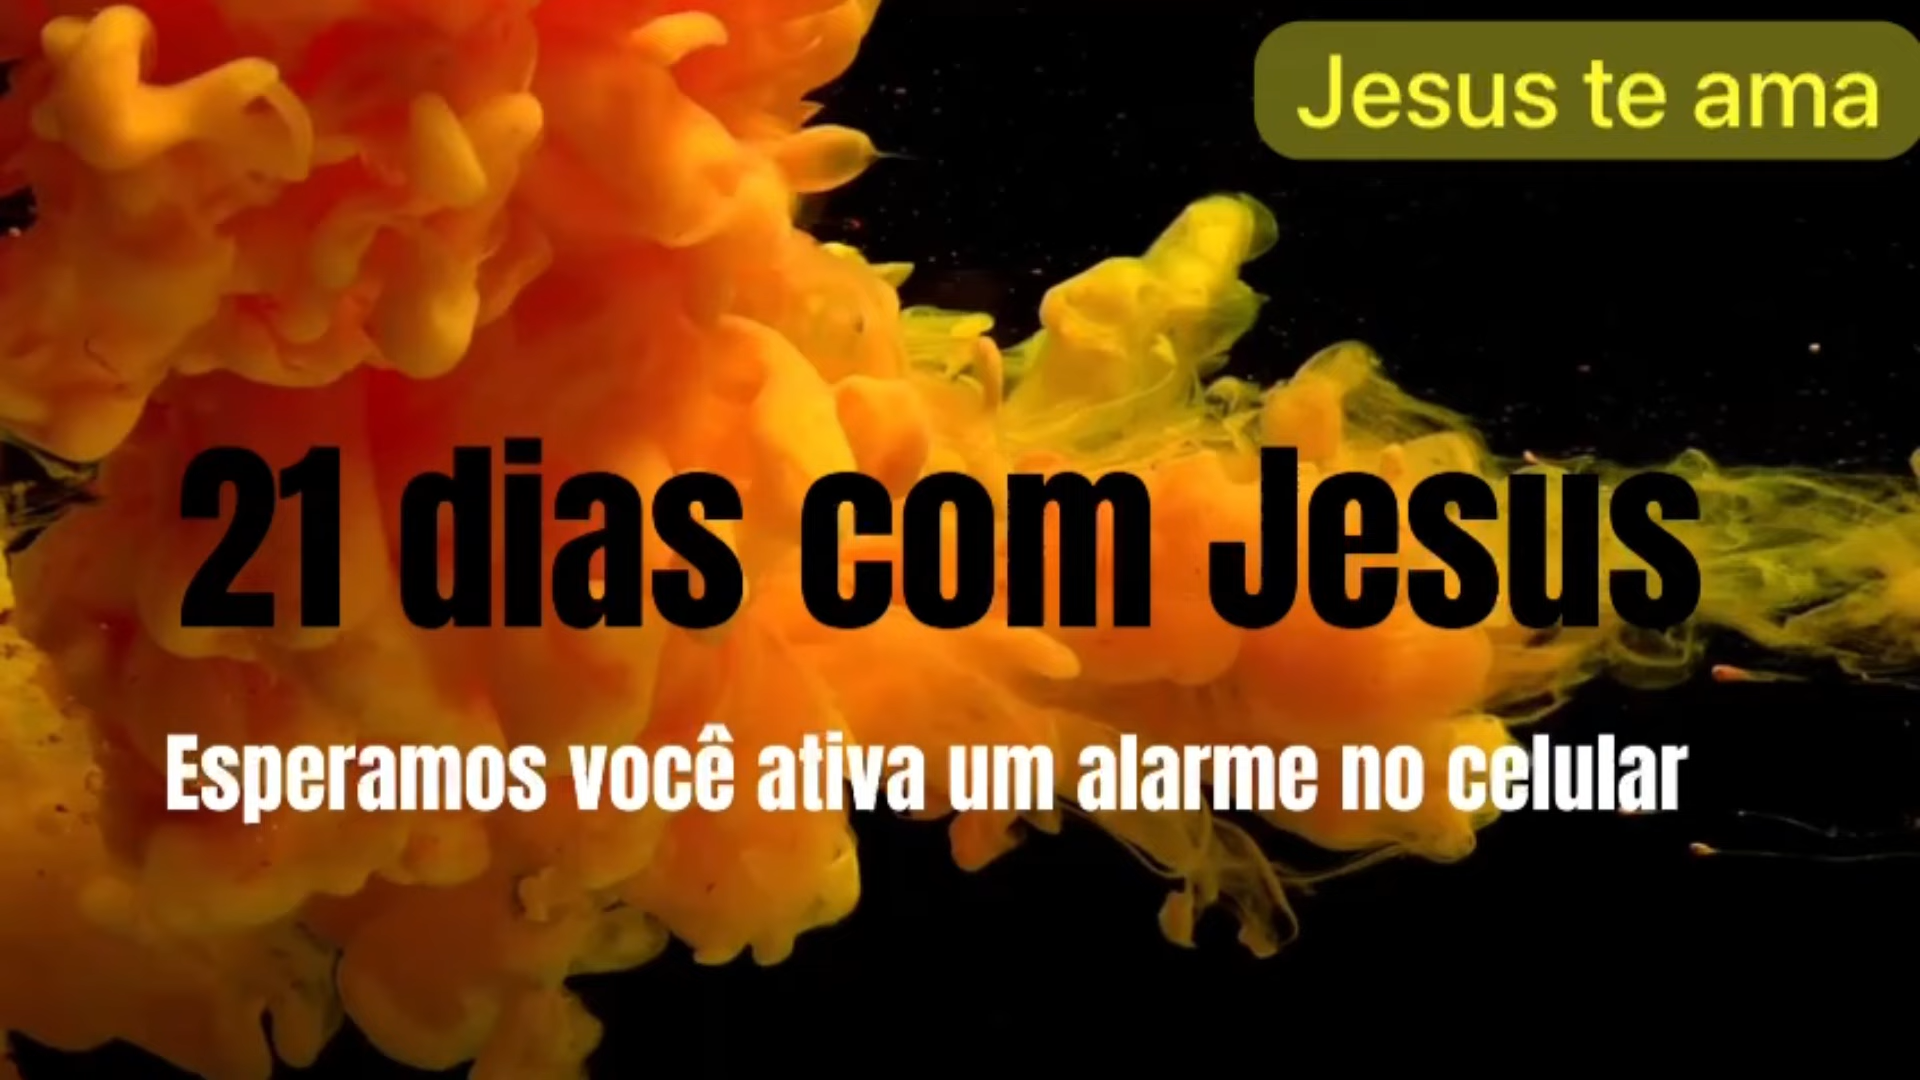 Jesus te ama
21 dias com Jesus
Esperamos você ativa um alarme no celular